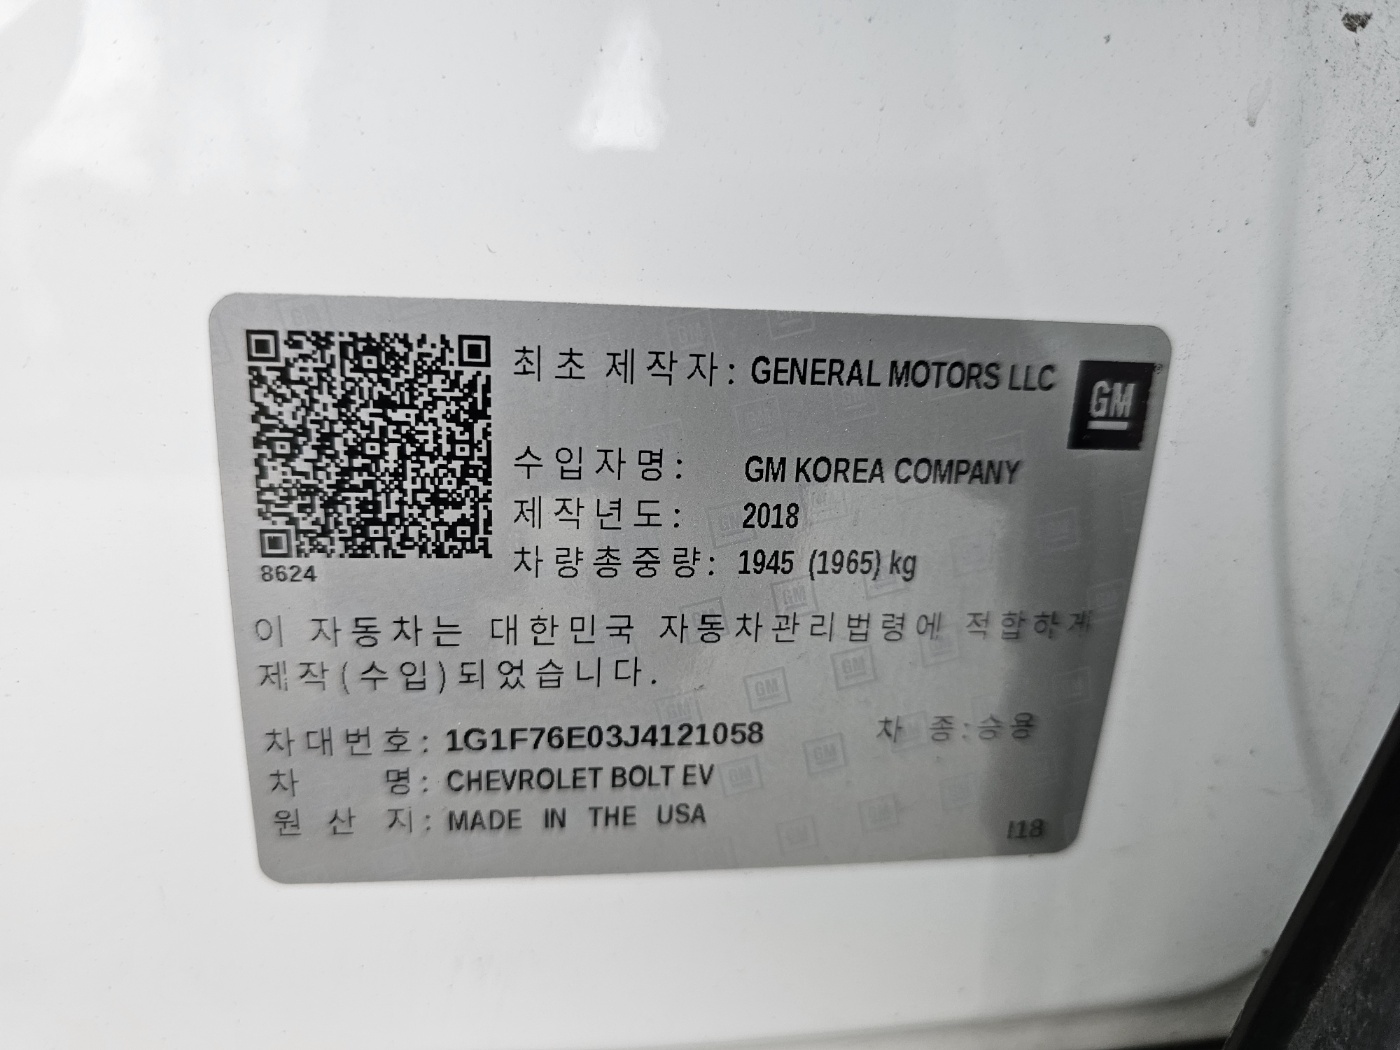 최초 제작자: GENERAL MOTORS LLC
GM
수입자명: GM KOREA COMPANY
제작년도: 2018
차량총중량: 1945 (1965) kg
8624
이 자동차는 대한민국 자동차관리법령에 적합하게
제작(수입)되었습니다.
차대번호: 1G1F76E03J4121058 차 종:승용
차 명: CHEVROLET BOLT EV
원 산 지: MADE IN THE USA
I18